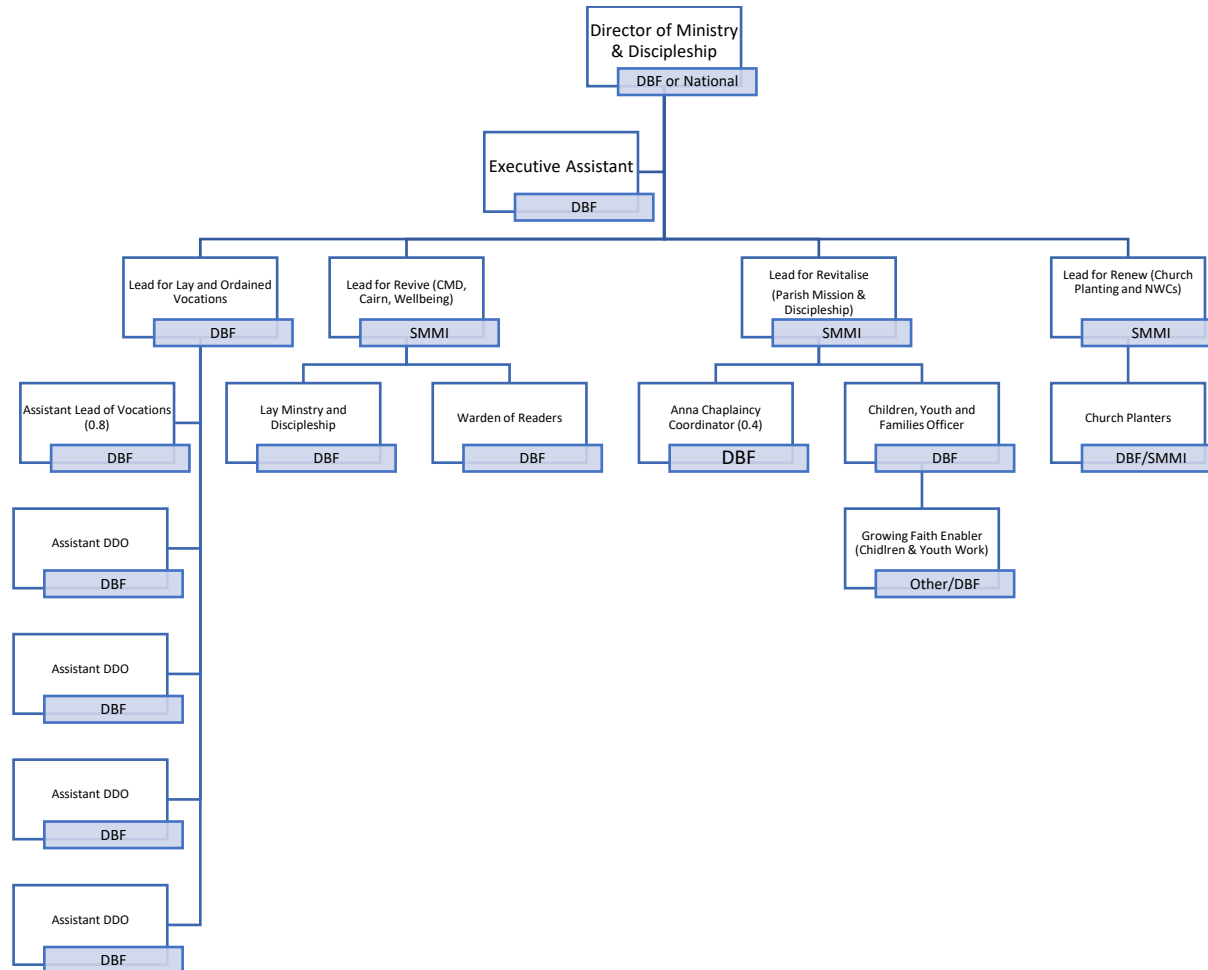 Director of Ministry
& Discipleship
DBF or National
Executive Assistant
DBF
Lead for Lay and Ordained
Vocations
DBF
Lead for Revive (CMD,
Cairn, Wellbeing)
SMMI
Lead for Revitalise
(Parish Mission &
Discipleship)
SMMI
Lead for Renew (Church
Planting and NWCs)
SMMI
Assistant Lead of Vocations
(0.8)
DBF
Lay Minstry and
Discipleship
DBF
Warden of Readers
DBF
Anna Chaplaincy
Coordinator (0.4)
DBF
Children, Youth and
Families Officer
DBF
Church Planters
DBF/SMMI
Assistant DDO
DBF
Growing Faith Enabler
(Chidlren & Youth Work)
Other/DBF
Assistant DDO
DBF
Assistant DDO
DBF
Assistant DDO
DBF